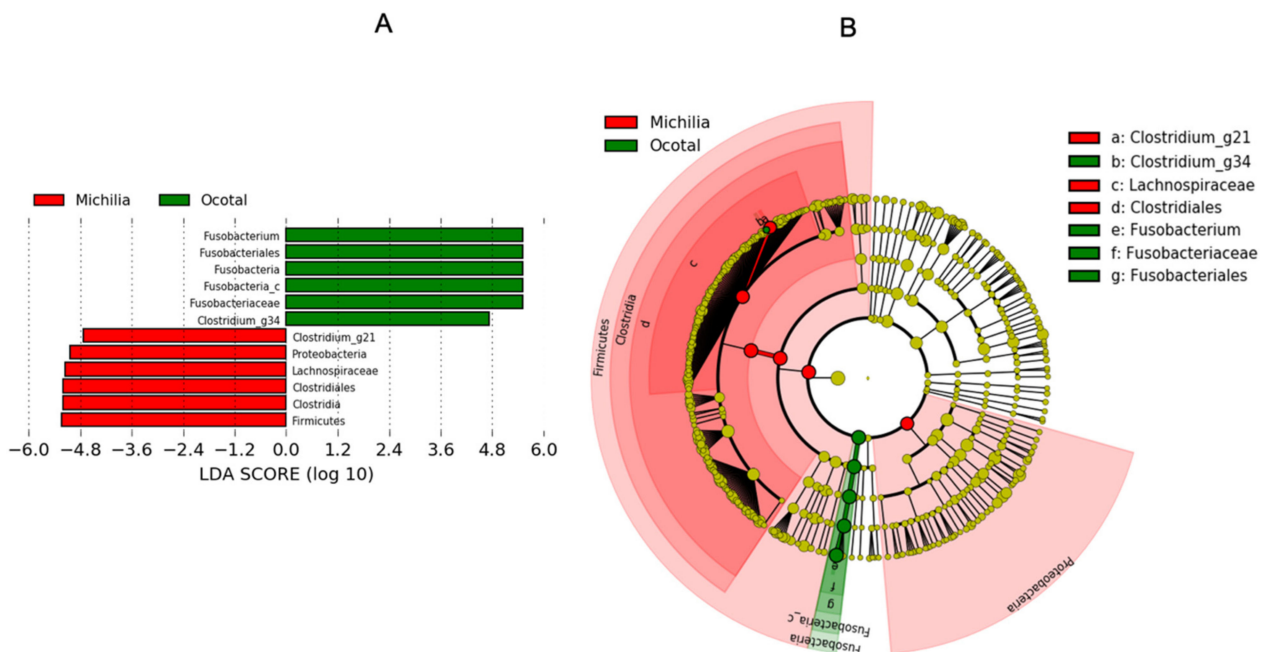 A
B
Michilia
Ocotal
Fusobacterium
Fusobacteriales
Fusobacteria
Fusobacteria_c
Fusobacteriaceae
Clostridium_g34
Clostridium_g21
Proteobacteria
Lachnospiraceae
Clostridiales
Clostridia
Firmicutes
−6.0 −4.8 −3.6 −2.4 −1.2 0.0 1.2 2.4 3.6 4.8 6.0
LDA SCORE (log 10)
Michilia
Ocotal
a: Clostridium_g21
b: Clostridium_g34
c: Lachnospiraceae
d: Clostridiales
e: Fusobacterium
f: Fusobacteriaceae
g: Fusobacteriales
Firmicutes
Clostridia
d
c
b
a
e
f
g
Fusobacteria_c
Fusobacteria
Proteobacteria